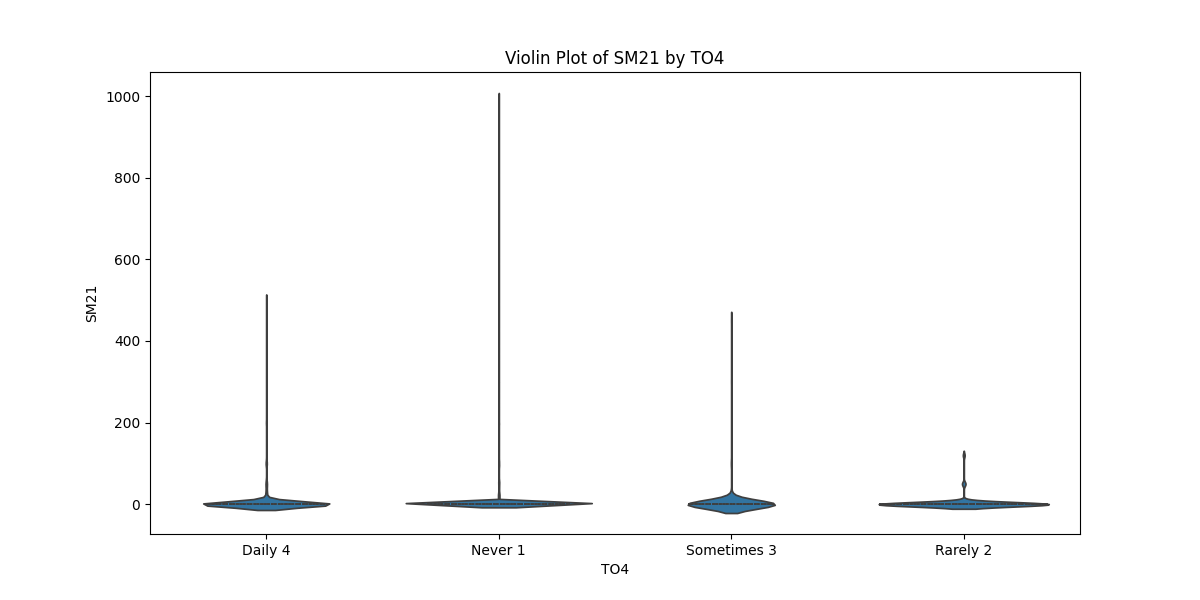 Violin Plot of SM21 by TO4
SM21
1000
800
600
400
200
0
Daily 4
Never 1
Sometimes 3
Rarely 2
TO4